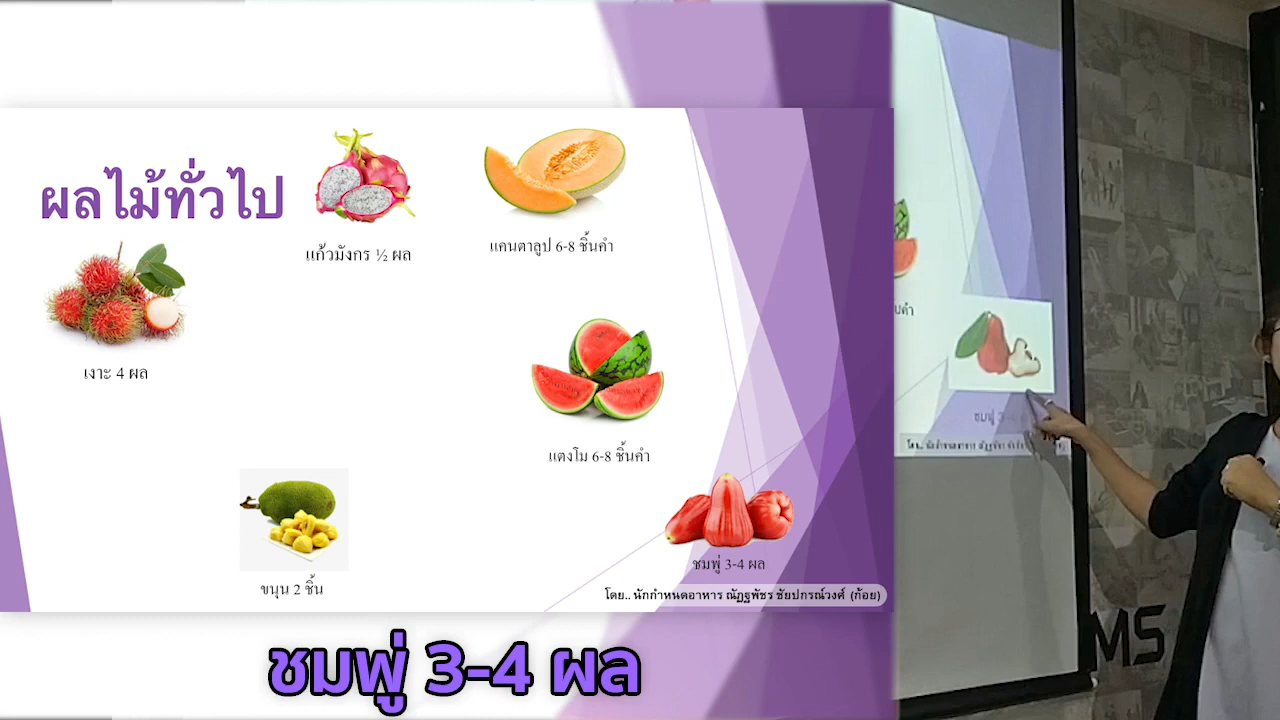 ผลไม้ทั่วไป
แก้วมังกร ½ ผล
แคนตาลูป 6-8 ชิ้นคำ
เงาะ 4 ผล
แตงโม 6-8 ชิ้นคำ
ขนุน 2 ชิ้น
ชมพู่ 3-4 ผล
โดย.. นักกำหนดอาหาร ณัฏฐพัชร ชัยปกรณ์วงศ์ (ก้อย)
ชมพู่ 3-4 ผล
MS